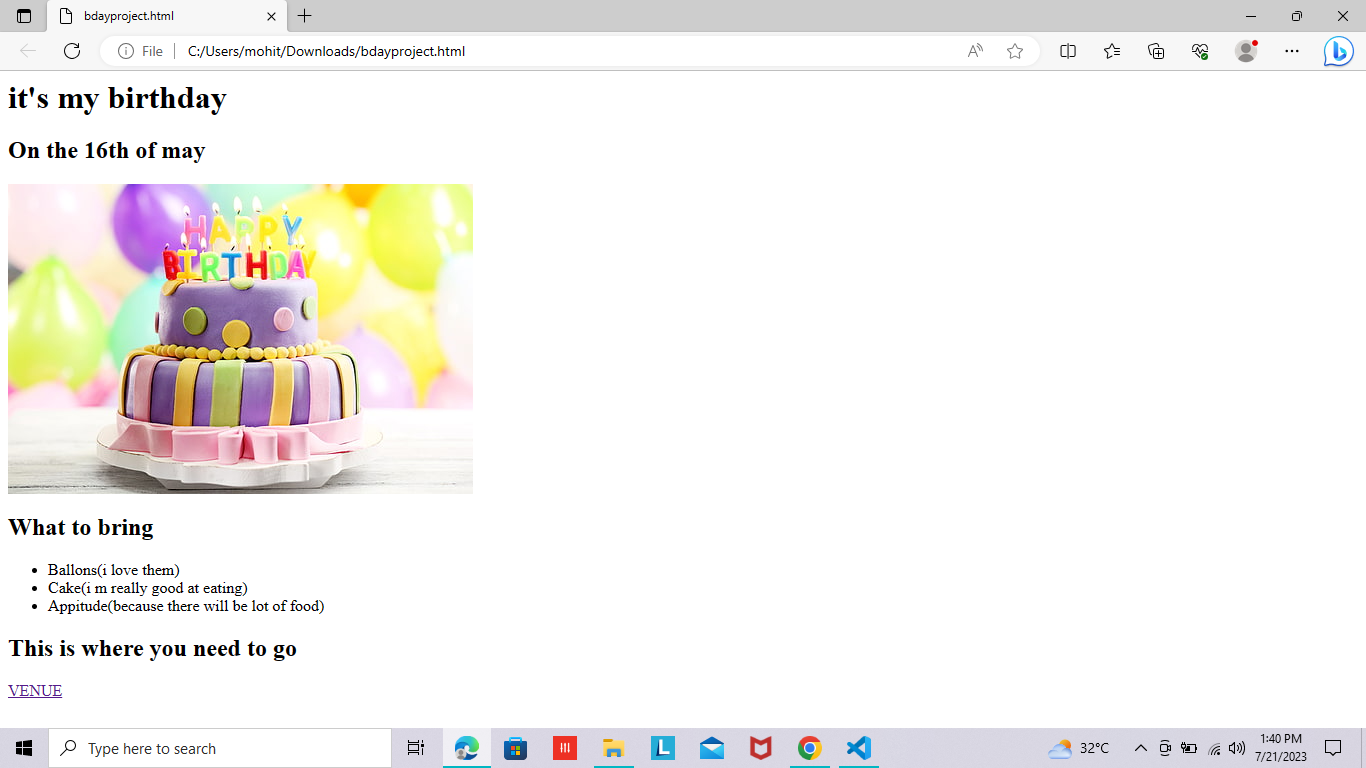 bdayproject.html
File
C:/Users/mohit/Downloads/bdayproject.html
it's my birthday
On the 16th of may
HAPPY
BIRTHDAY
What to bring
Ballons(i love them)
Cake(i m really good at eating)
Appitude(because there will be lot of food)
This is where you need to go
VENUE
Type here to search
L
32°C
1:40 PM
7/21/2023